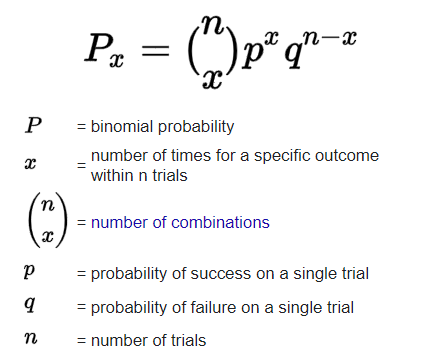 Pₓ = (n x) pˣ qⁿ⁻ˣ
P = binomial probability
x = number of times for a specific outcome
within n trials
(n x) = number of combinations
p = probability of success on a single trial
q = probability of failure on a single trial
n = number of trials